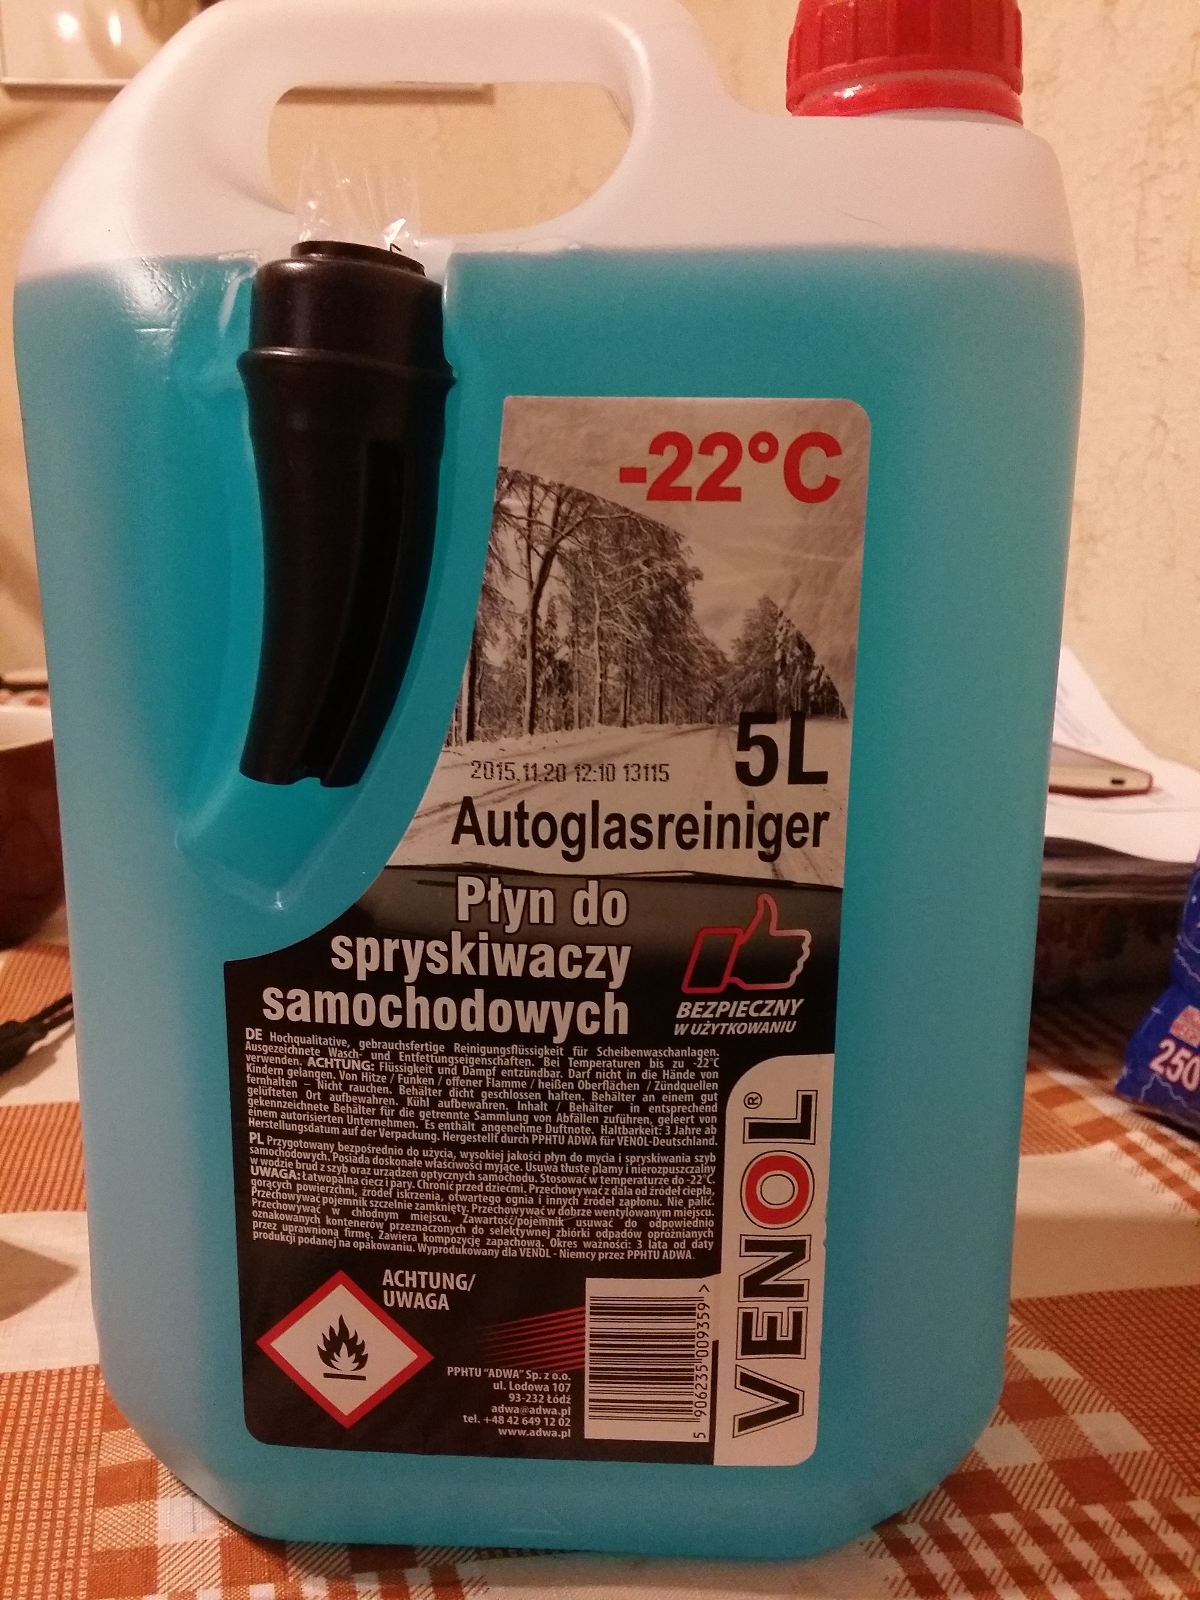 -22°C
5L
2015.11.20 12:10 13115
Autoglasreiniger
Płyn do
spryskiwaczy
samochodowych
BEZPIECZNY
W UŻYTKOWANIU
DE Hochqualitative, gebrauchsfertige Reinigungsflüssigkeit für Scheibenwaschanlagen.
Ausgezeichnete Wasch- und Entfettungseigenschaften. Bei Temperaturen bis zu -22°C
verwenden. ACHTUNG: Flüssigkeit und Dampf entzündbar. Darf nicht in die Hände von
Kindern gelangen. Von Hitze / Funken / offener Flamme / heißen Oberflächen / Zündquellen
fernhalten – Nicht rauchen. Behälter dicht geschlossen halten. Behälter an einem gut
gelüfteten Ort aufbewahren. Kühl aufbewahren. Inhalt / Behälter in entsprechend
gekennzeichnete Behälter für die getrennte Sammlung von Abfällen zuführen, geleert von
einem autorisierten Unternehmen. Es enthält angenehme Duftnote. Haltbarkeit: 3 Jahre ab
Herstellungsdatum auf der Verpackung. Hergestellt durch PPHTU ADWA für VENOL-Deutschland.
PL Przygotowany bezpośrednio do użycia, wysokiej jakości płyn do mycia i spryskiwania szyb
samochodowych. Posiada doskonałe właściwości myjące. Usuwa tłuste plamy i nierozpuszczalny
w wodzie brud z szyb oraz urządzeń optycznych samochodu. Stosować w temperaturze do -22°C.
UWAGA: Łatwopalna ciecz i pary. Chronić przed dziećmi. Przechowywać z dala od źródeł ciepła,
gorących powierzchni, źródeł iskrzenia, otwartego ognia i innych źródeł zapłonu. Nie palić.
Przechowywać pojemnik szczelnie zamknięty. Przechowywać w dobrze wentylowanym miejscu.
Przechowywać w chłodnym miejscu. Zawartość/pojemnik usuwać do odpowiednio
oznakowanych kontenerów przeznaczonych do selektywnej zbiórki odpadów opróżnianych
przez uprawnioną firmę. Zawiera kompozycję zapachową. Okres ważności: 3 lata od daty
produkcji podanej na opakowaniu. Wyprodukowany dla VENOL - Niemcy przez PPHTU ADWA.
VENOL®
ACHTUNG/
UWAGA
PPHTU "ADWA" Sp. z o.o.
ul. Lodowa 107
93-232 Łódź
adwa@adwa.pl
tel. +48 42 649 12 02
www.adwa.pl
5 906235 009359 >
250